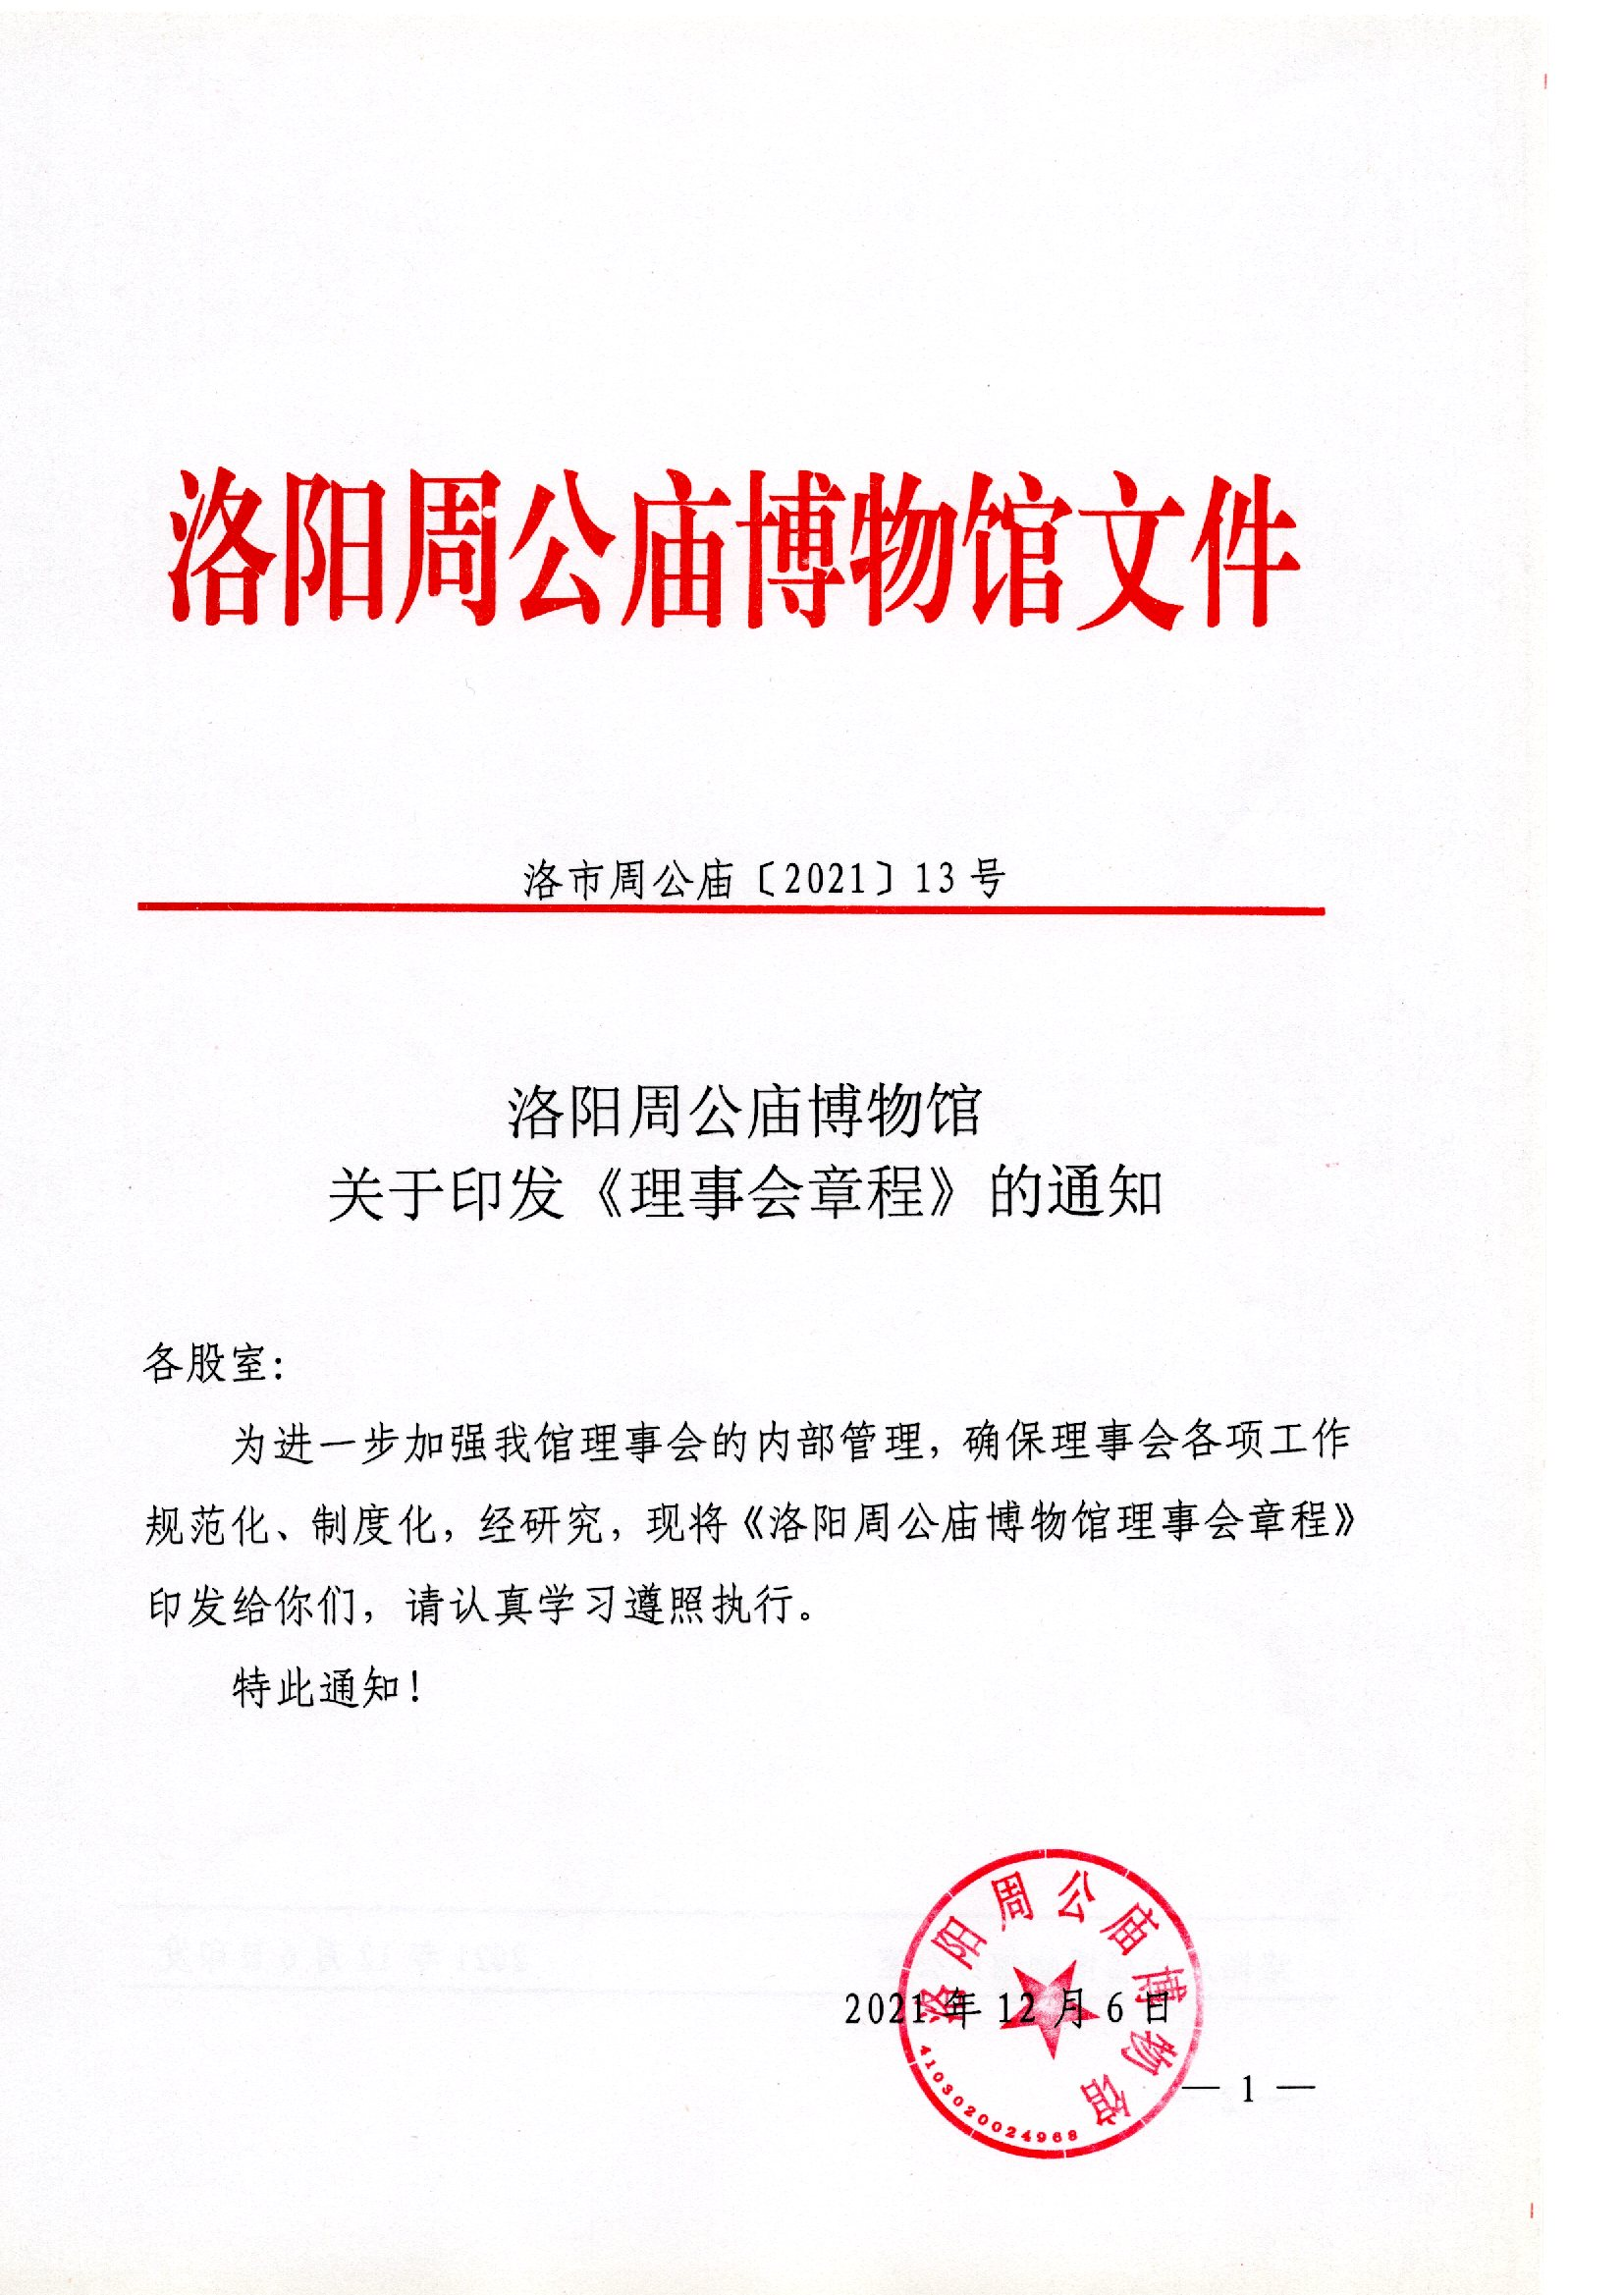 洛阳周公庙博物馆文件
洛市周公庙〔2021〕13号
洛阳周公庙博物馆
关于印发《理事会章程》的通知
各股室：
为进一步加强我馆理事会的内部管理，确保理事会各项工作
规范化、制度化，经研究，现将《洛阳周公庙博物馆理事会章程》
印发给你们，请认真学习遵照执行。
特此通知！
洛阳周公庙博物馆
2021年12月6日
4103020024968
— 1 —